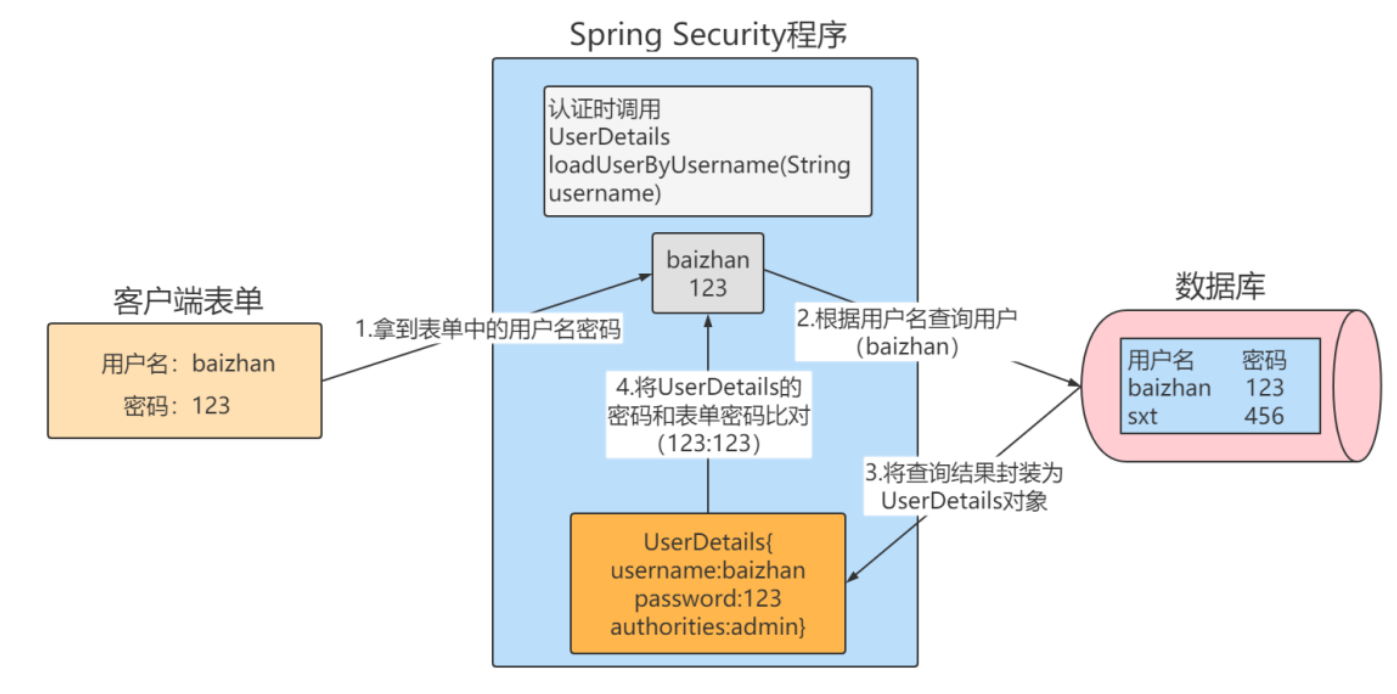 Spring Security程序
认证时调用
UserDetails
loadUserByUsername(String
username)
baizhan
123
客户端表单
用户名：baizhan
密码：123
1.拿到表单中的用户名密码
2.根据用户名查询用户
（baizhan）
数据库
用户名 密码
baizhan 123
sxt 456
3.将查询结果封装为
UserDetails对象
4.将UserDetails的
密码和表单密码比对
（123:123）
UserDetails{
username:baizhan
password:123
authorities:admin}